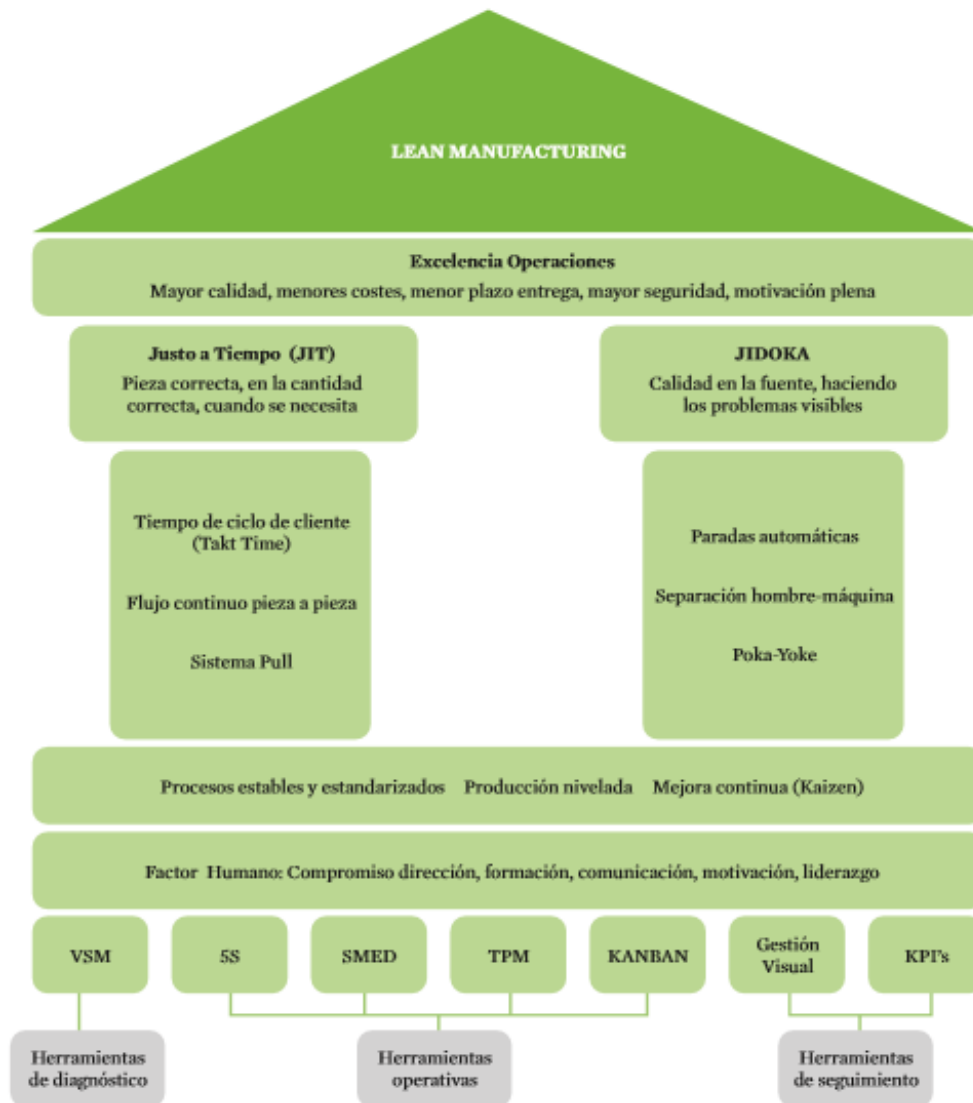 LEAN MANUFACTURING
Excelencia Operaciones
Mayor calidad, menores costes, menor plazo entrega, mayor seguridad, motivación plena
Justo a Tiempo (JIT)
Pieza correcta, en la cantidad
correcta, cuando se necesita
JIDOKA
Calidad en la fuente, haciendo
los problemas visibles
Tiempo de ciclo de cliente
(Takt Time)
Flujo continuo pieza a pieza
Sistema Pull
Paradas automáticas
Separación hombre-máquina
Poka-Yoke
Procesos estables y estandarizados Producción nivelada Mejora continua (Kaizen)
Factor Humano: Compromiso dirección, formación, comunicación, motivación, liderazgo
VSM
5S
SMED
TPM
KANBAN
Gestión
Visual
KPI's
Herramientas
de diagnóstico
Herramientas
operativas
Herramientas
de seguimiento